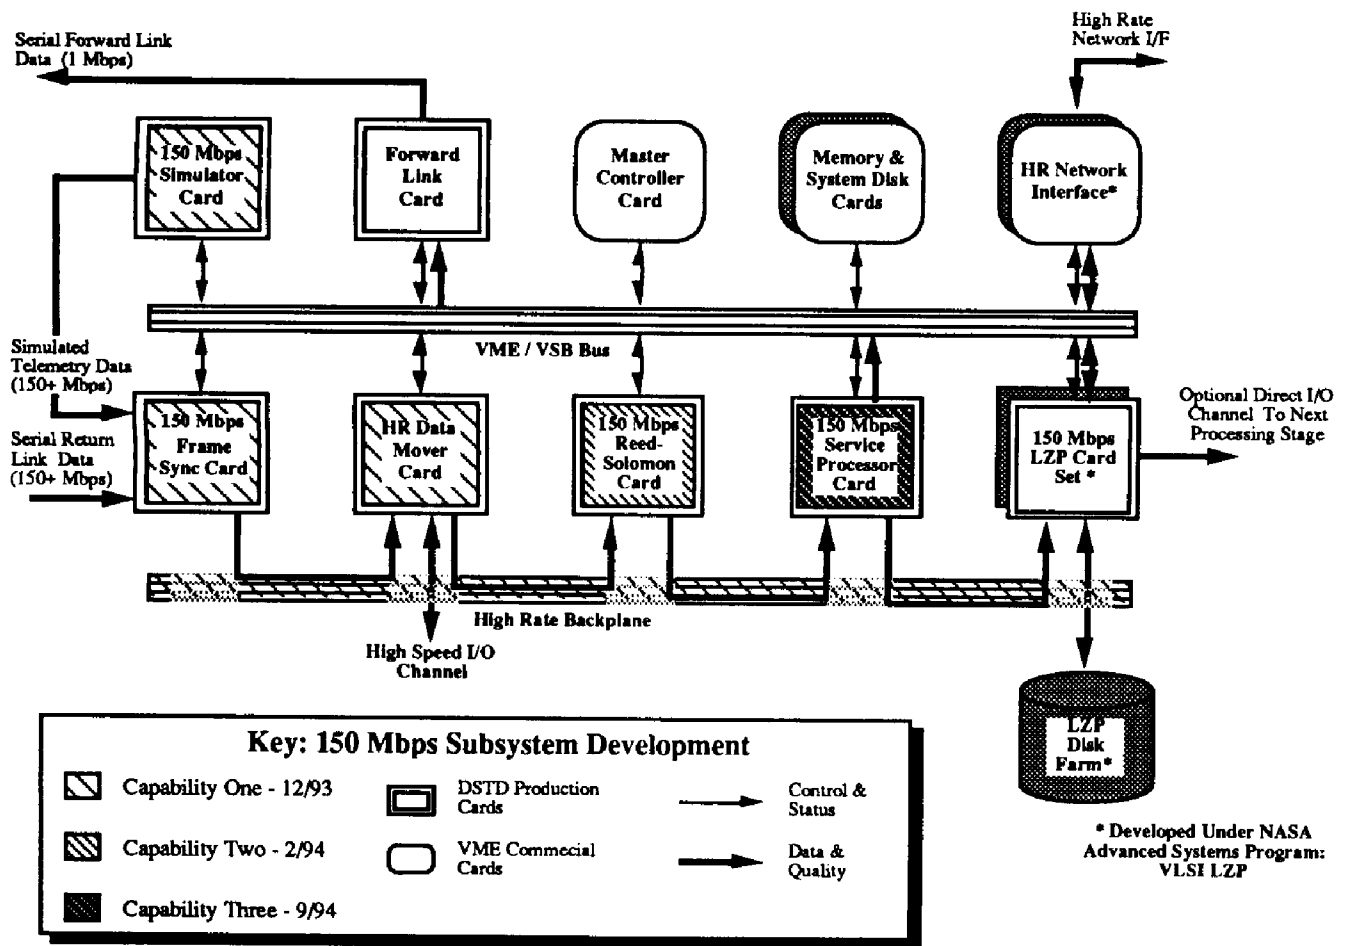 Serial Forward Link
Data (1 Mbps)
High Rate
Network I/F
150 Mbps
Simulator
Card
Forward
Link
Card
Master
Controller
Card
Memory &
System Disk
Cards
HR Network
Interface*
VME / VSB Bus
Simulated
Telemetry Data
(150+ Mbps)
Serial Return
Link Data
(150+ Mbps)
150 Mbps
Frame
Sync Card
HR Data
Mover
Card
150 Mbps
Reed-
Solomon
Card
150 Mbps
Service
Processor
Card
150 Mbps
LZP Card
Set *
Optional Direct I/O
Channel To Next
Processing Stage
High Rate Backplane
High Speed I/O
Channel
LZP
Disk
Farm*
Key: 150 Mbps Subsystem Development
Capability One - 12/93
Capability Two - 2/94
Capability Three - 9/94
DSTD Production
Cards
VME Commecial
Cards
Control &
Status
Data &
Quality
* Developed Under NASA
Advanced Systems Program:
VLSI LZP